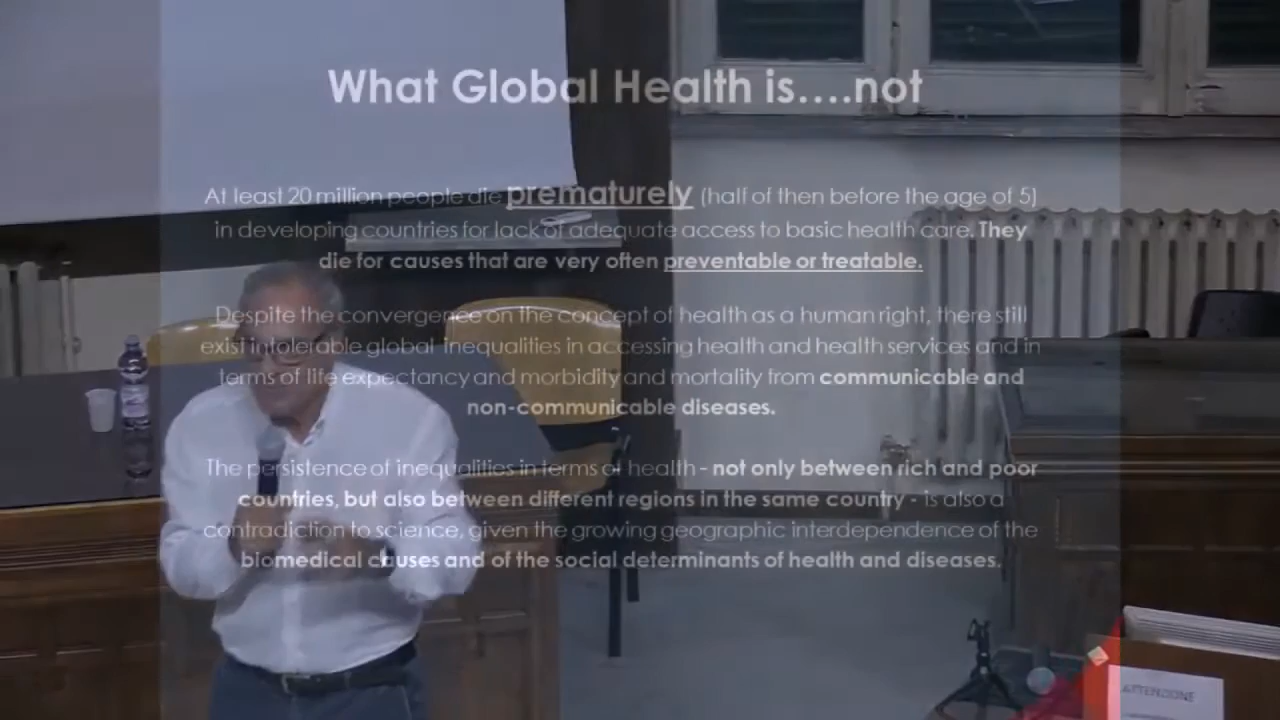 What Global Health is....not
At least 20 million people die prematurely (half of then before the age of 5)
in developing countries for lack of adequate access to basic health care. They
die for causes that are very often preventable or treatable.
Despite the convergence on the concept of health as a human right, there still
exist intolerable global inequalities in accessing health and health services and in
terms of life expectancy and morbidity and mortality from communicable and
non-communicable diseases.
The persistence of inequalities in terms of health - not only between rich and poor
countries, but also between different regions in the same country - is also a
contradiction to science, given the growing geographic interdependence of the
biomedical causes and of the social determinants of health and diseases.
ATTENZIONE